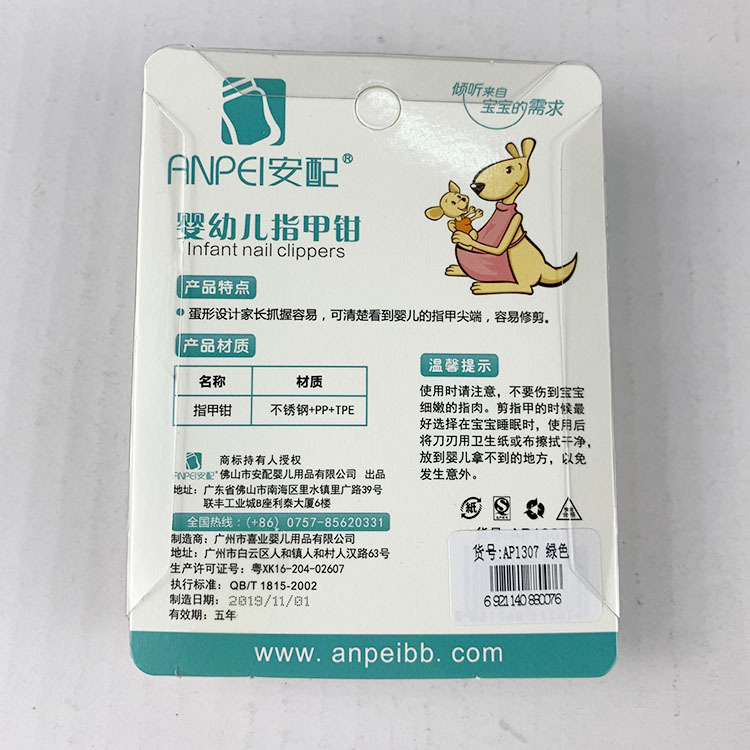 倾听来自
宝宝的需求
ANPEI安配®
婴幼儿指甲钳
Infant nail clippers
产品特点
蛋形设计家长抓握容易，可清楚看到婴儿的指甲尖端，容易修剪。
产品材质
名称 材质
指甲钳 不锈钢+PP+TPE
温馨提示
使用时请注意，不要伤到宝宝
细嫩的指肉。剪指甲的时候最
好选择在宝宝睡眠时，使用后
将刀刃用卫生纸或布擦拭干净，
放到婴儿拿不到的地方，以免
发生意外。
ANPEI安配®
商标持有人授权
佛山市安配婴儿用品有限公司 出品
地址：广东省佛山市南海区里水镇里广路39号
联丰工业城B座利泰大厦6楼
全国热线：(+86) 0757-85620331
制造商：广州市喜业婴儿用品有限公司
地址：广州市白云区人和镇人和村人汉路63号
生产许可证号：粤XK16-204-02607
执行标准：QB/T 1815-2002
制造日期：2019/11/01
有效期：五年
紙
货号:AP1307 绿色
6 921140 880076
www. anpeibb. com